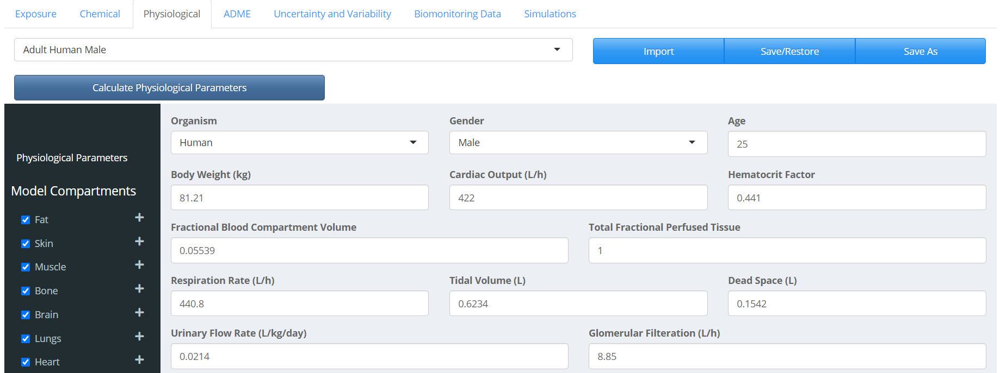 Exposure Chemical Physiological ADME Uncertainty and Variability Biomonitoring Data Simulations
Adult Human Male Import Save/Restore Save As
Calculate Physiological Parameters
Physiological Parameters
Model Compartments
Fat
Skin
Muscle
Bone
Brain
Lungs
Heart
Organism Gender Age
Human Male 25
Body Weight (kg) Cardiac Output (L/h) Hematocrit Factor
81.21 422 0.441
Fractional Blood Compartment Volume Total Fractional Perfused Tissue
0.05539 1
Respiration Rate (L/h) Tidal Volume (L) Dead Space (L)
440.8 0.6234 0.1542
Urinary Flow Rate (L/kg/day) Glomerular Filteration (L/h)
0.0214 8.85